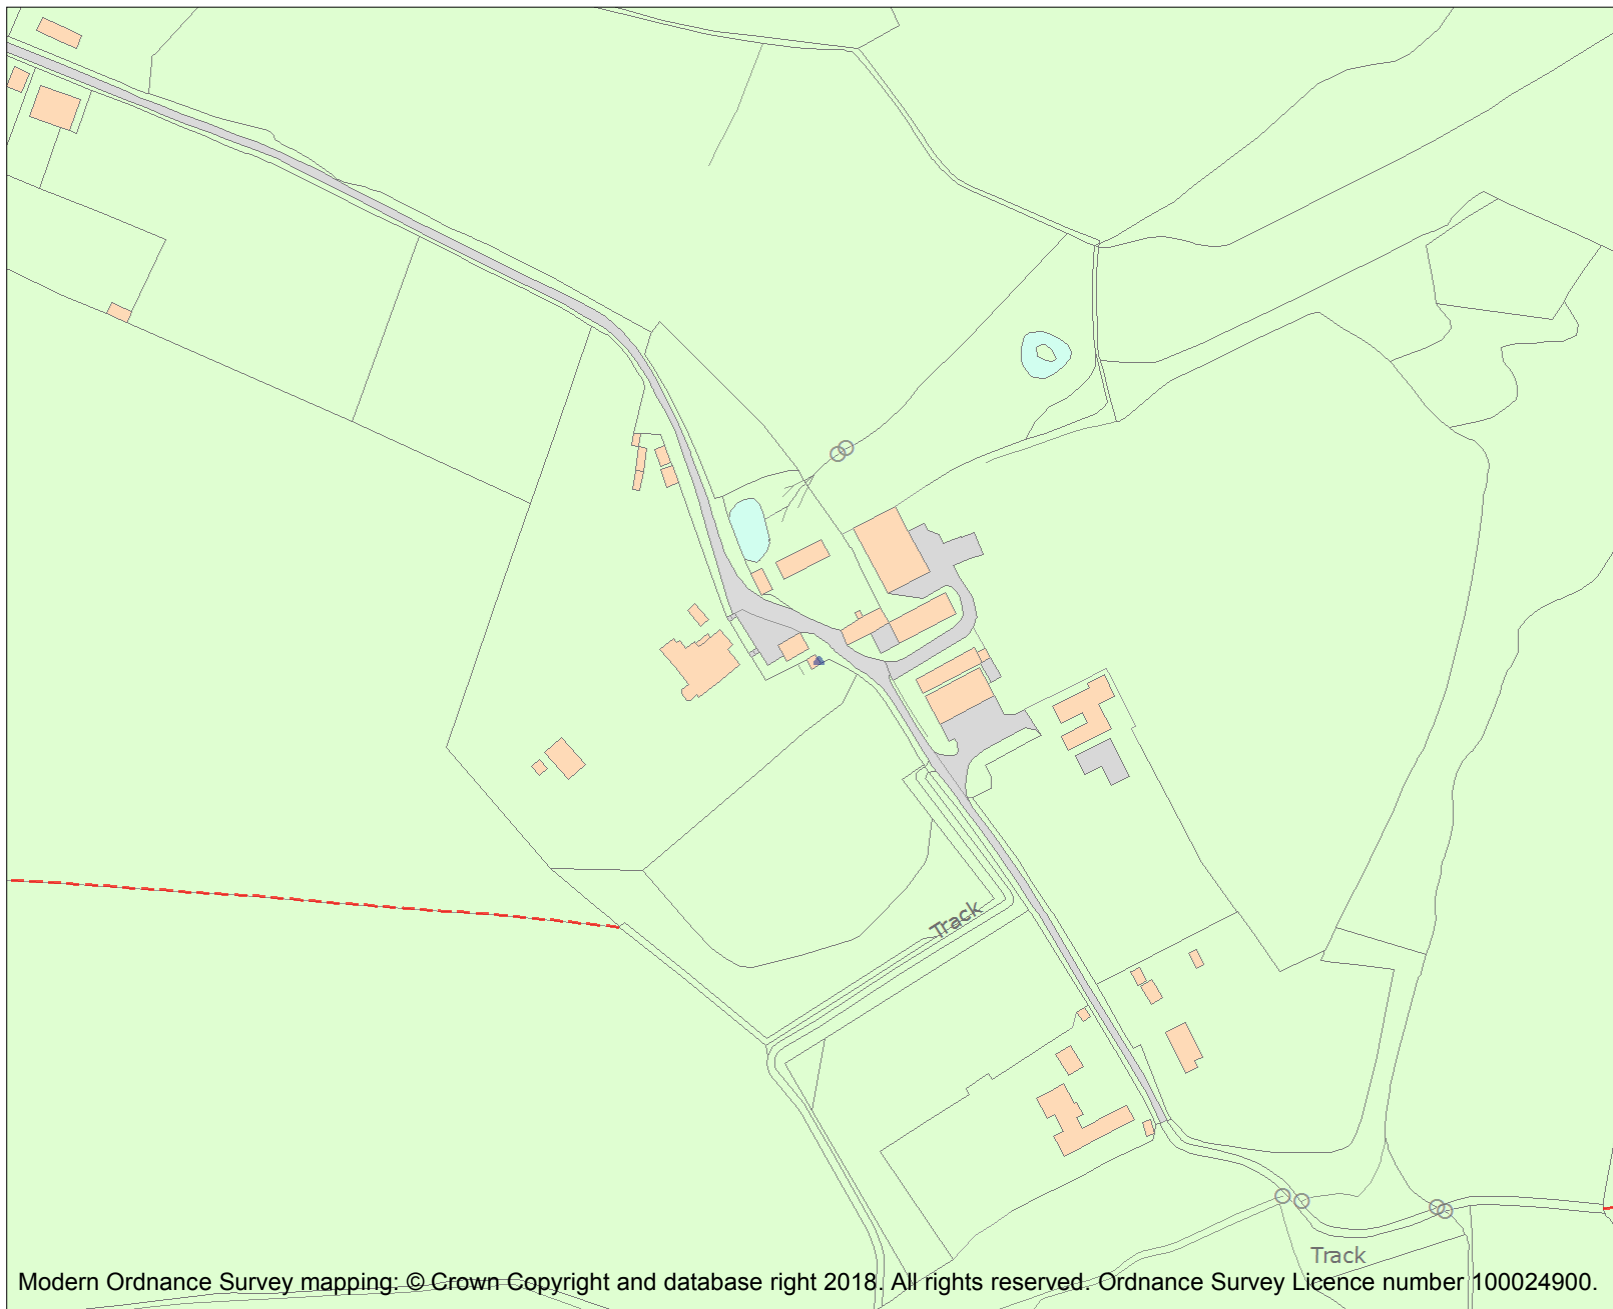 Track
Track
Modern Ordnance Survey mapping: © Crown Copyright and database right 2018. All rights reserved. Ordnance Survey Licence number 100024900.